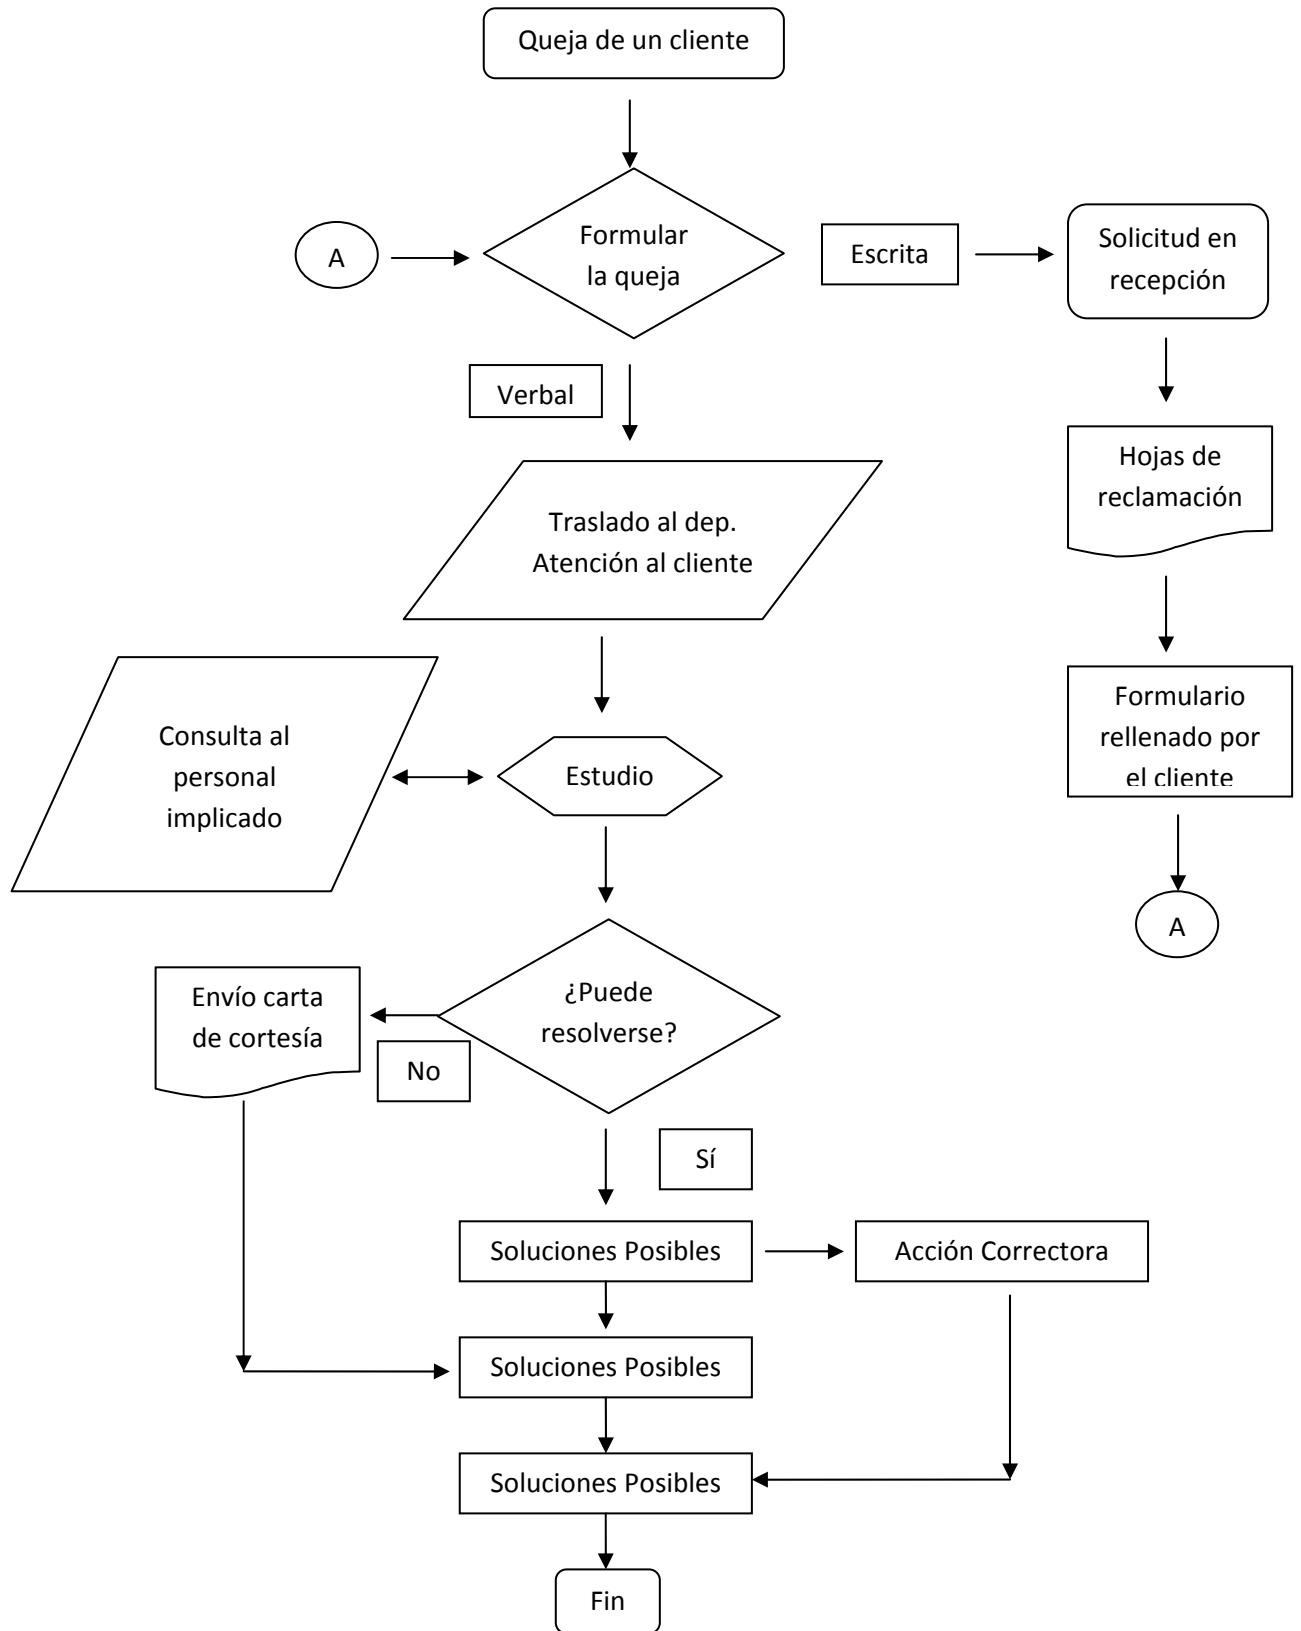 Queja de un cliente
A
Formular
la queja
Escrita
Solicitud en
recepción
Verbal
Hojas de
reclamación
Traslado al dep.
Atención al cliente
Formulario
rellenado por
el cliente
Consulta al
personal
implicado
Estudio
A
¿Puede
resolverse?
Envío carta
de cortesía
No
Sí
Soluciones Posibles
Acción Correctora
Soluciones Posibles
Soluciones Posibles
Fin